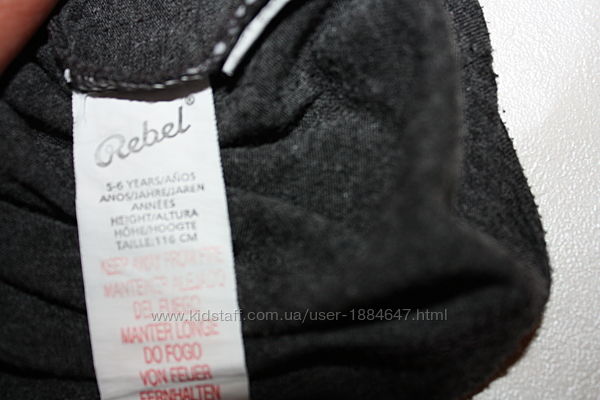 Rebel®
5-6 YEARS/AÑOS
ANOS/JAHRE/JAREN
ANNÉES
HEIGHT/ALTURA
HÖHE/HOOGTE
TAILLE:116 CM
KEEP AWAY FROM FIRE
MANTENER ALEJADO
DEL FUEGO
www.kidstaff.com.ua/user-1884647.html
MANTER LONGE
DO FOGO
VON FEUER
FERNHALTEN